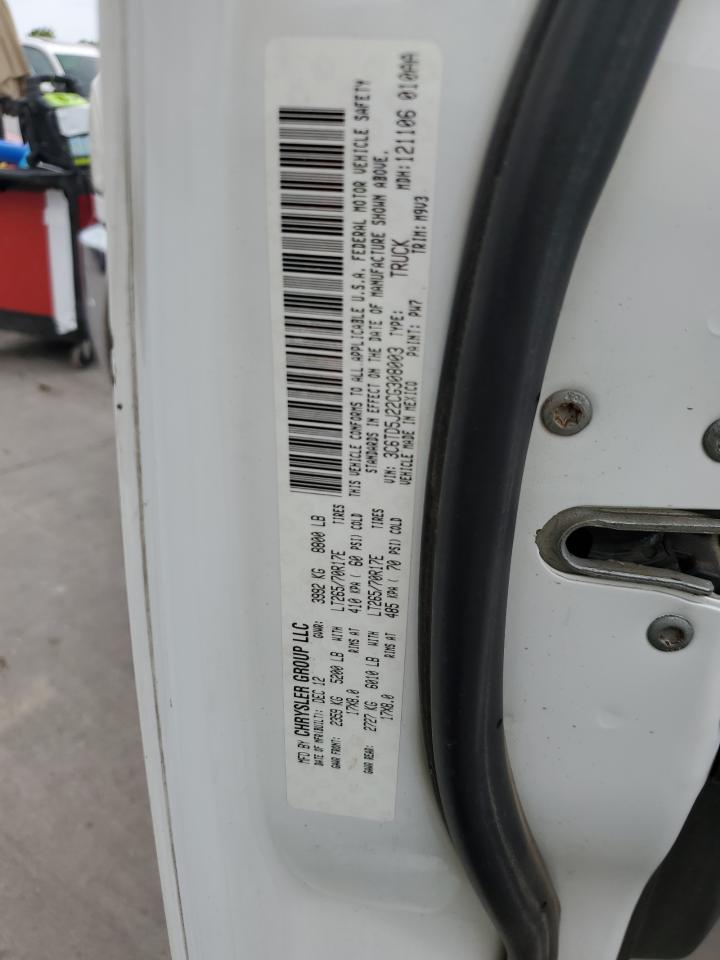 MFD BY CHRYSLER GROUP LLC
DATE OF MFR(BUILT): DEC 12 GVWR: 3992 KG 8800 LB
GAWR FRONT: 2359 KG 5200 LB WITH LT265/70R17E TIRES
17X8.0 RIMS AT 410 KPA ( 60 PSI) COLD
GAWR REAR: 2727 KG 6010 LB WITH LT265/70R17E TIRES
17X8.0 RIMS AT 485 KPA ( 70 PSI) COLD
THIS VEHICLE CONFORMS TO ALL APPLICABLE U.S.A. FEDERAL MOTOR VEHICLE SAFETY
STANDARDS IN EFFECT ON THE DATE OF MANUFACTURE SHOWN ABOVE.
VIN: 3C6TD5J22CG308003 TYPE: TRUCK MDH:121106 010AA
VEHICLE MADE IN MEXICO PAINT: PW7 TRIM: M9V3